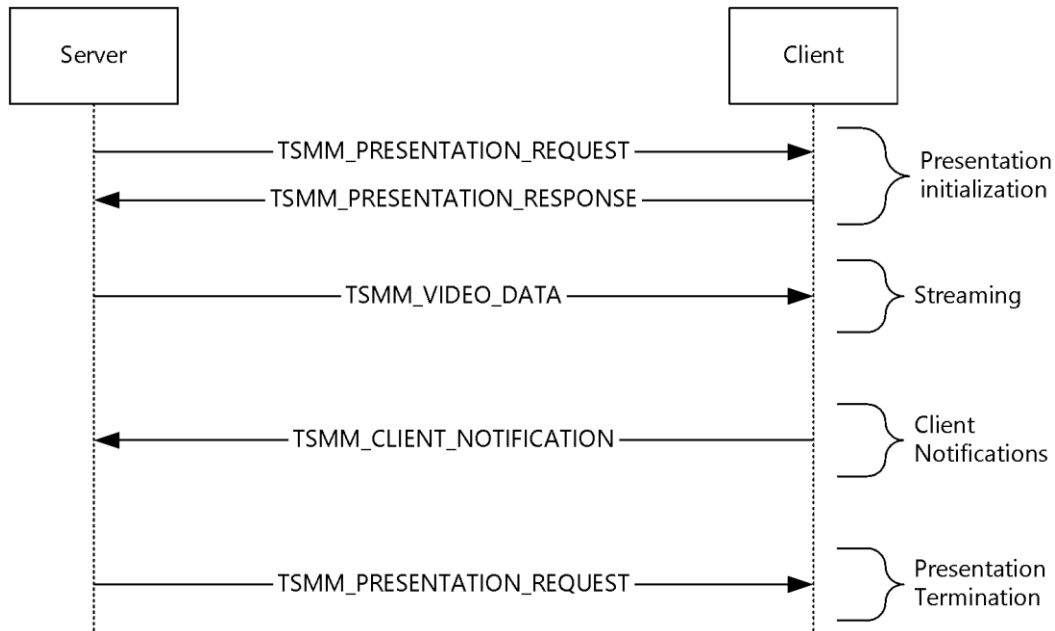 Server
Client
TSMM_PRESENTATION_REQUEST
Presentation
initialization
TSMM_PRESENTATION_RESPONSE
TSMM_VIDEO_DATA
Streaming
TSMM_CLIENT_NOTIFICATION
Client
Notifications
TSMM_PRESENTATION_REQUEST
Presentation
Termination